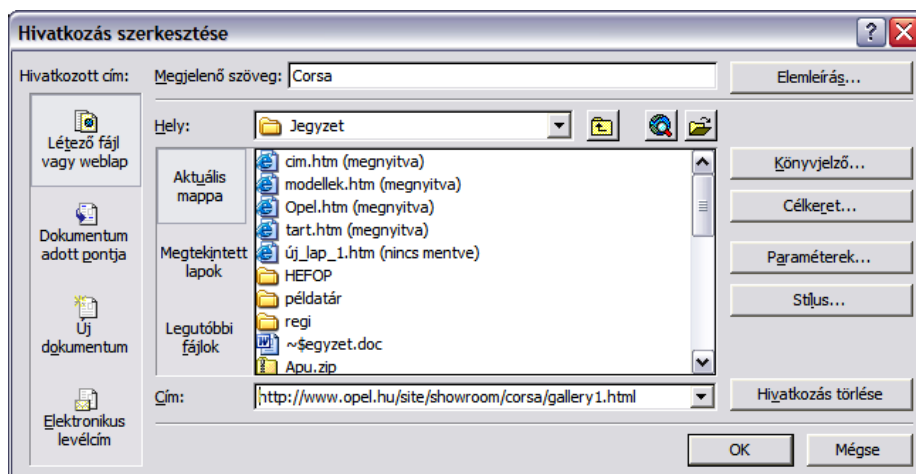 Hivatkozás szerkesztése
Hivatkozott cím:
Megjelenő szöveg: Corsa
Elemleírás...
Létező fájl
vagy weblap
Dokumentum
adott pontja
Új
dokumentum
Elektronikus
levélcím
Hely:
Jegyzet
Aktuális
mappa
Megtekintett
lapok
Legutóbbi
fájlok
cim.htm (megnyitva)
modellek.htm (megnyitva)
Opel.htm (megnyitva)
tart.htm (megnyitva)
új_lap_1.htm (nincs mentve)
HEFOP
példatár
regi
~$egyzet.doc
Apu.zip
Könyvjelző...
Célkeret...
Paraméterek...
Stílus...
Cím:
http://www.opel.hu/site/showroom/corsa/gallery1.html
Hivatkozás törlése
OK
Mégse